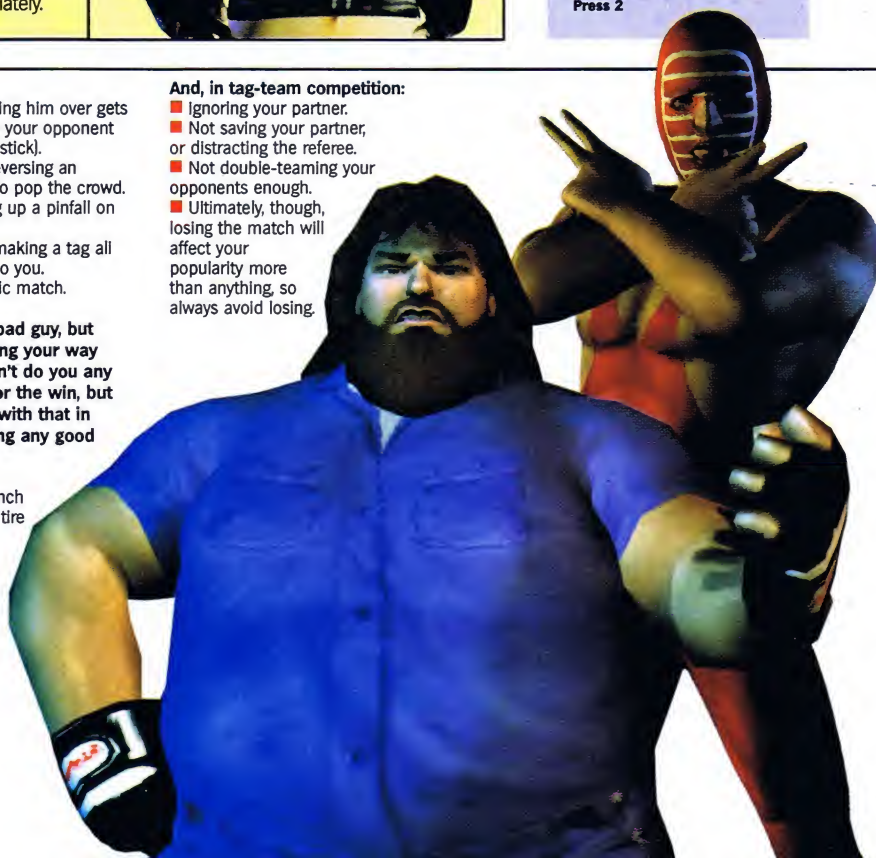 ately.
Press 2
ing him over gets
your opponent
stick).
eversing an
o pop the crowd.
g up a pinfall on
making a tag all
o you.
ic match.
bad guy, but
ng your way
n't do you any
or the win, but
with that in
ng any good
nch
tire
And, in tag-team competition:
■ Ignoring your partner.
■ Not saving your partner,
or distracting the referee.
■ Not double-teaming your
opponents enough.
■ Ultimately, though,
losing the match will
affect your
popularity more
than anything, so
always avoid losing.